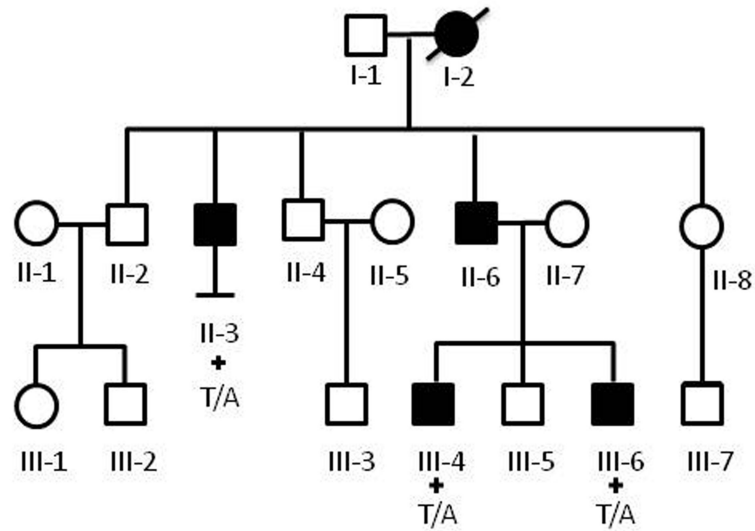 I-1 I-2
II-1 II-2 II-3 II-4 II-5 II-6 II-7 II-8
+
T/A
III-1 III-2 III-3 III-4 III-5 III-6 III-7
+ +
T/A T/A